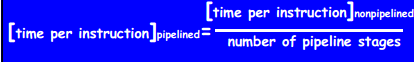 [time per instruction]nonpipelined
[time per instruction]pipelined=
number of pipeline stages